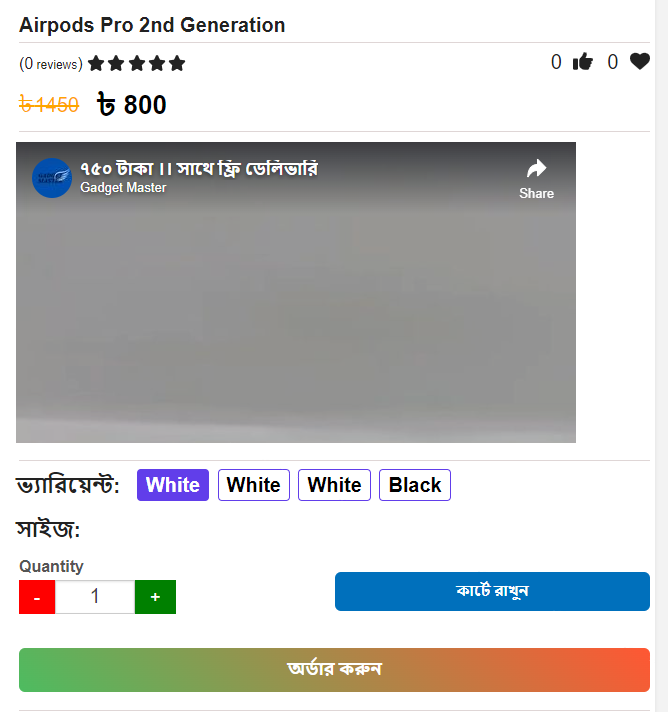 Airpods Pro 2nd Generation
(0 reviews) 0 0
৳ 1450 ৳ 800
৭৫০ টাকা ।। সাথে ফ্রি ডেলিভারি
Gadget Master
Share
ভ্যারিয়েন্ট: White White White Black
সাইজ:
Quantity
- 1 +
কার্টে রাখুন
অর্ডার করুন